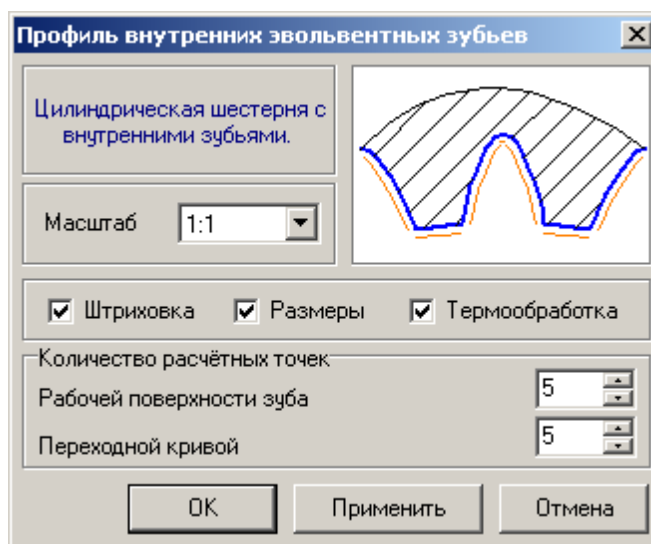 Профиль внутренних эвольвентных зубьев
Цилиндрическая шестерня с
внутренними зубьями.
Масштаб 1:1
Штриховка Размеры Термообработка
Количество расчётных точек
Рабочей поверхности зуба 5
Переходной кривой 5
OK Применить Отмена